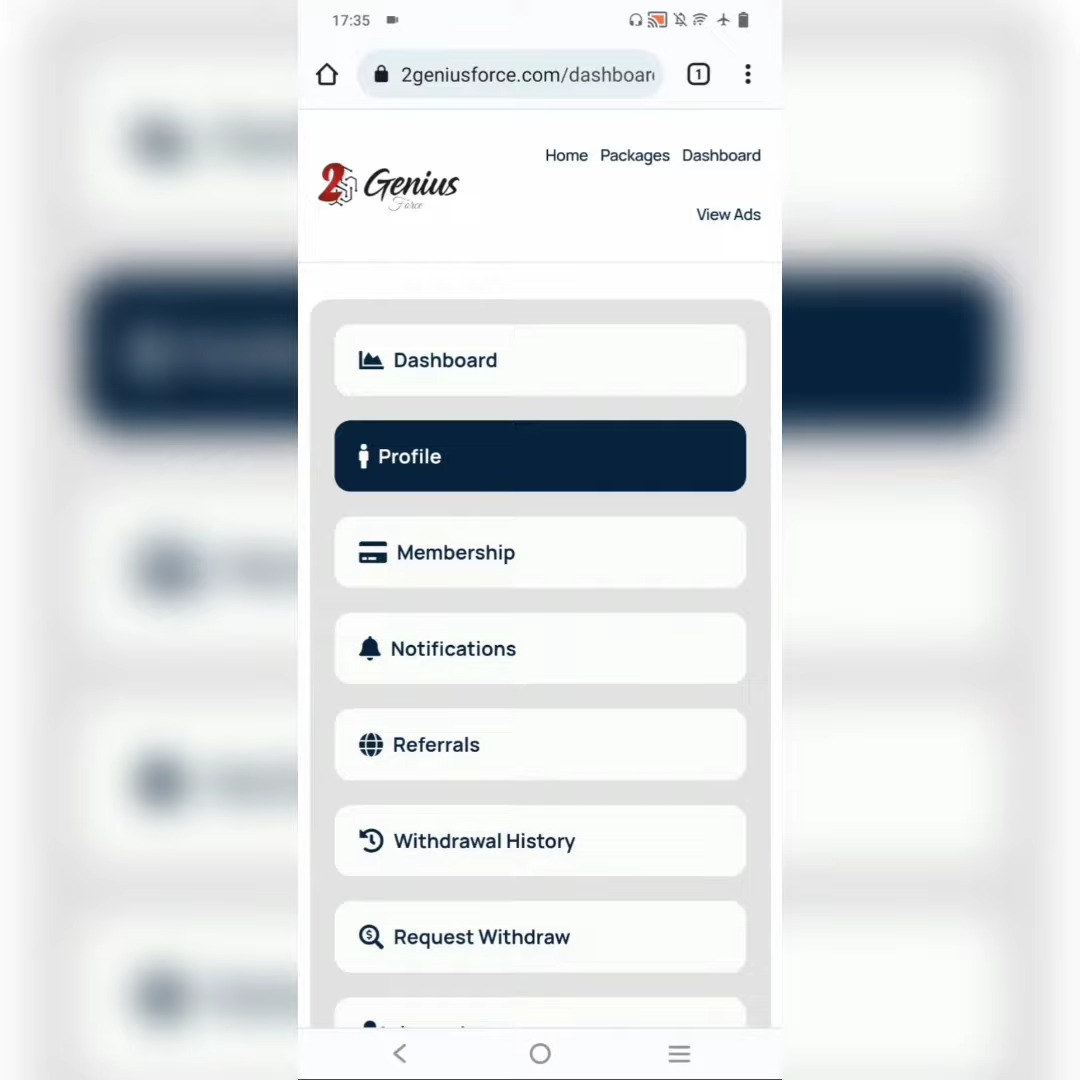 17:35
2geniusforce.com/dashboar
1
Home Packages Dashboard
2 Genius
Force
View Ads
Dashboard
Profile
Membership
Notifications
Referrals
Withdrawal History
Request Withdraw